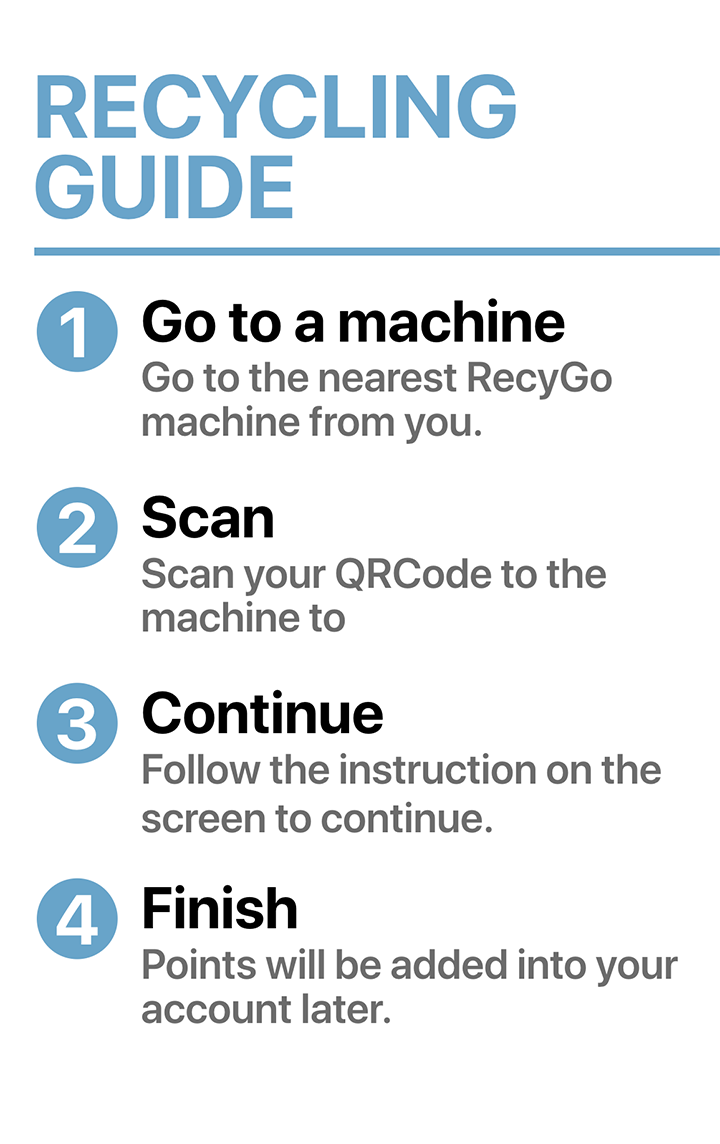 RECYCLING
GUIDE
1 Go to a machine
Go to the nearest RecyGo
machine from you.
2 Scan
Scan your QRCode to the
machine to
3 Continue
Follow the instruction on the
screen to continue.
4 Finish
Points will be added into your
account later.